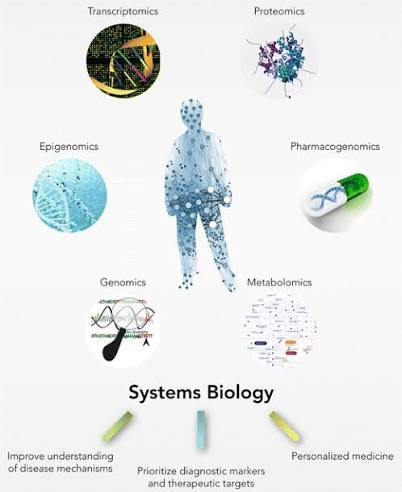 Transcriptomics
Proteomics
Epigenomics
Pharmacogenomics
Genomics
Metabolomics
Systems Biology
Improve understanding
of disease mechanisms
Prioritize diagnostic markers
and therapeutic targets
Personalized medicine